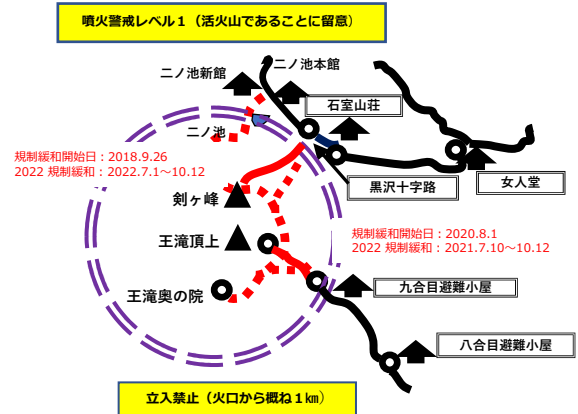 噴火警戒レベル１（活火山であることに留意）
二ノ池本館
二ノ池新館
石室山荘
二ノ池
規制緩和開始日：2018.9.26
2022 規制緩和：2022.7.1～10.12
黒沢十字路
女人堂
剣ヶ峰
規制緩和開始日：2020.8.1
2022 規制緩和：2021.7.10～10.12
王滝頂上
王滝奥の院
九合目避難小屋
八合目避難小屋
立入禁止（火口から概ね１㎞）